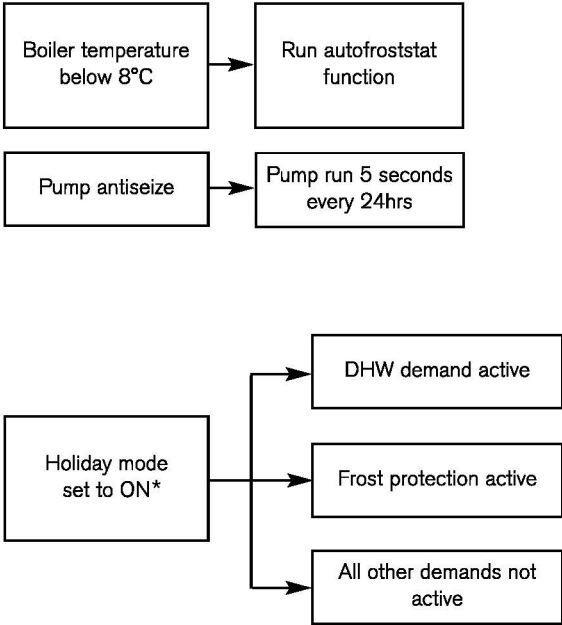 Boiler temperature
below 8°C
Run autofroststat
function
Pump antiseize
Pump run 5 seconds
every 24hrs
DHW demand active
Holiday mode
set to ON*
Frost protection active
All other demands not
active